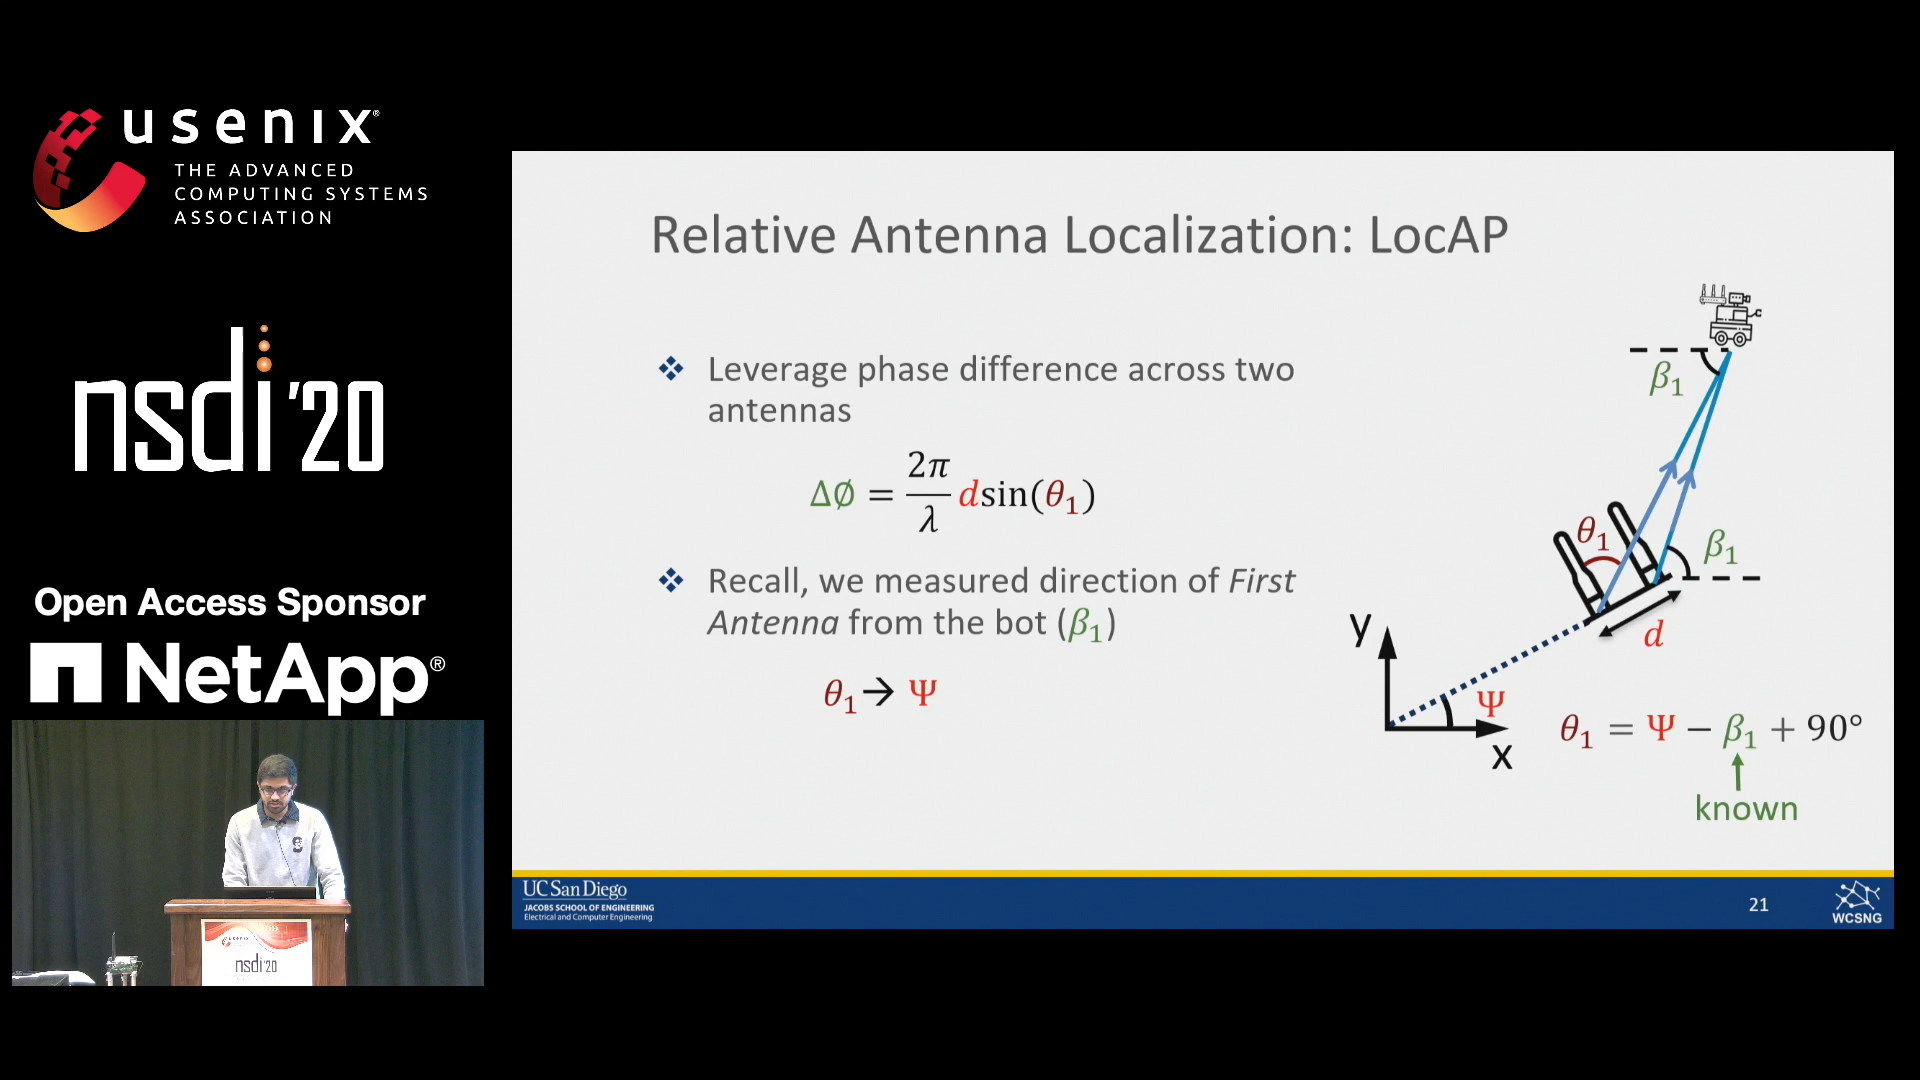 usenix®
THE ADVANCED
COMPUTING SYSTEMS
ASSOCIATION
nsdi '20
Open Access Sponsor
NetApp®
usenix
nsdi'20
Relative Antenna Localization: LocAP
❖ Leverage phase difference across two
antennas
Δ∅ = 2π/λ dsin(θ₁)
❖ Recall, we measured direction of First
Antenna from the bot (β₁)
θ₁→ Ψ
β₁
θ₁
β₁
d
y
Ψ
x
θ₁ = Ψ − β₁ + 90°
known
UC San Diego
JACOBS SCHOOL OF ENGINEERING
Electrical and Computer Engineering
21
WCSNG